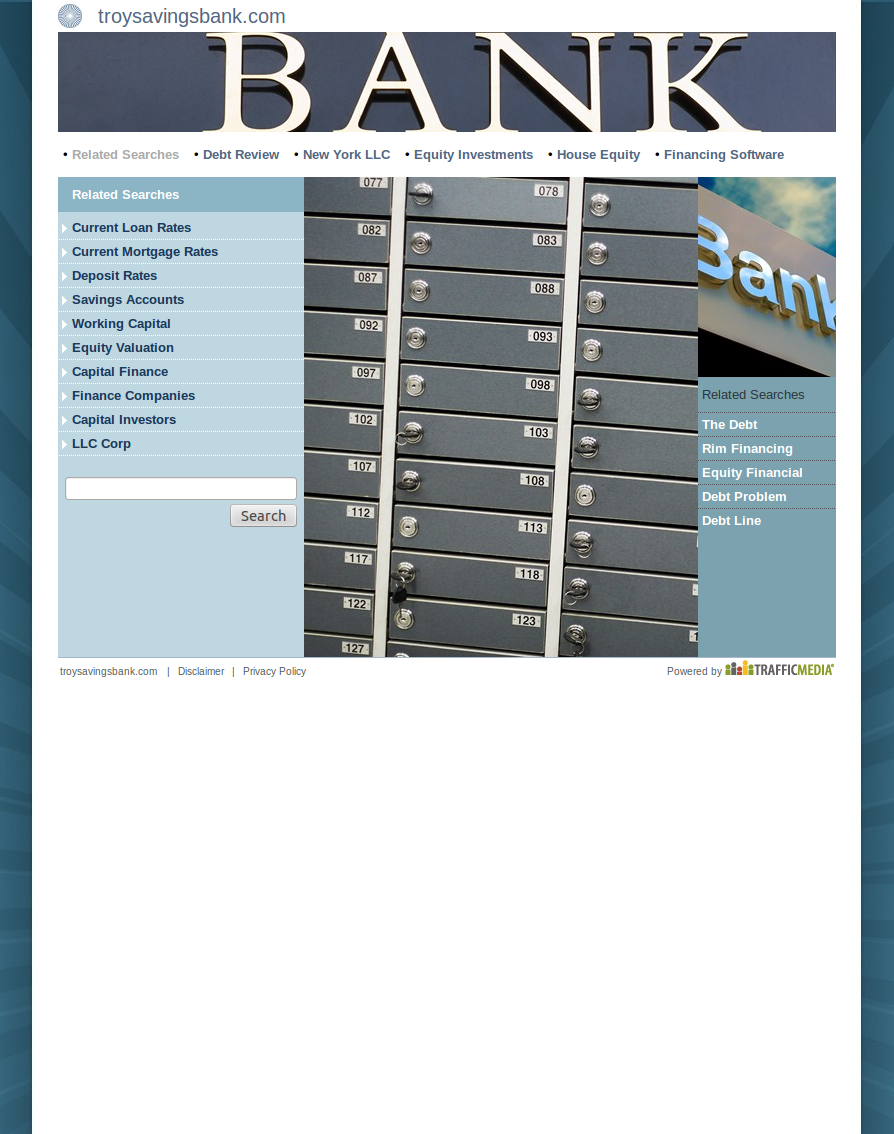 troysavingsbank.com
BANK
• Related Searches • Debt Review • New York LLC • Equity Investments • House Equity • Financing Software
Related Searches
Current Loan Rates
Current Mortgage Rates
Deposit Rates
Savings Accounts
Working Capital
Equity Valuation
Capital Finance
Finance Companies
Capital Investors
LLC Corp
Search
077
082
087
092
097
102
107
112
117
122
127
078
083
088
093
098
103
108
113
118
123
Bank
Related Searches
The Debt
Rim Financing
Equity Financial
Debt Problem
Debt Line
troysavingsbank.com | Disclaimer | Privacy Policy
Powered by TRAFFICMEDIA